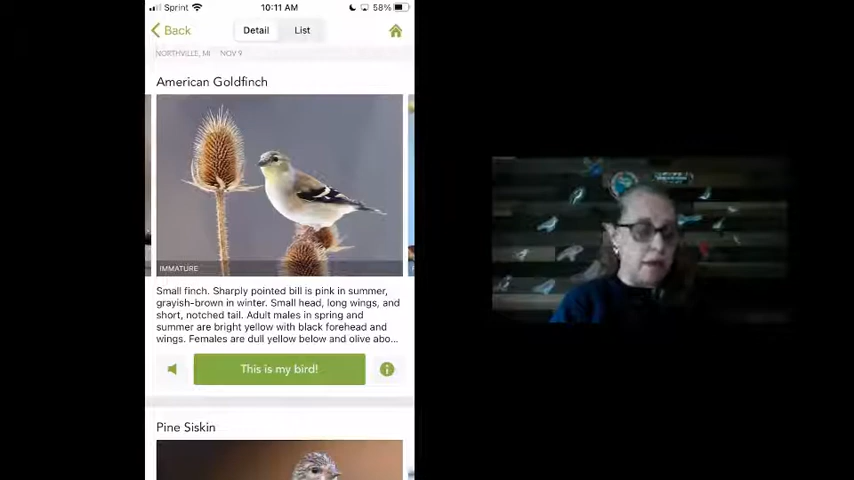 Sprint 10:11 AM 58%
Back Detail List
NORTHVILLE, MI NOV 9
American Goldfinch
IMMATURE
Small finch. Sharply pointed bill is pink in summer,
grayish-brown in winter. Small head, long wings, and
short, notched tail. Adult males in spring and
summer are bright yellow with black forehead and
wings. Females are dull yellow below and olive abo...
This is my bird!
Pine Siskin